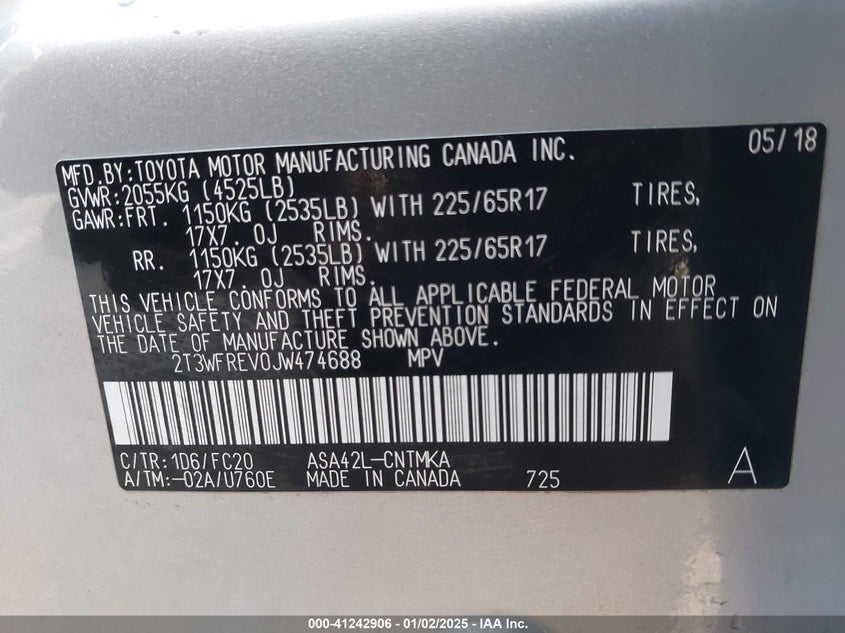 MFD.BY:TOYOTA MOTOR MANUFACTURING CANADA INC. 05/18
GVWR:2055KG (4525LB)
GAWR:FRT. 1150KG (2535LB) WITH 225/65R17 TIRES,
17X7.0J RIMS.
RR. 1150KG (2535LB) WITH 225/65R17 TIRES,
17X7.0J RIMS.
THIS VEHICLE CONFORMS TO ALL APPLICABLE FEDERAL MOTOR
VEHICLE SAFETY AND THEFT PREVENTION STANDARDS IN EFFECT ON
THE DATE OF MANUFACTURE SHOWN ABOVE.
2T3WFREV0JW474688 MPV
C/TR:1D6/FC20 ASA42L-CNTMKA
A/TM:-02A/U760E MADE IN CANADA 725 A
000-41242906 - 01/02/2025 - IAA Inc.